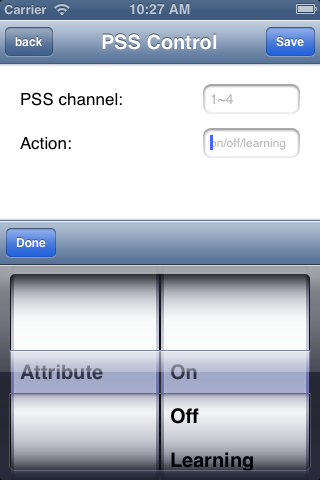 Carrier 10:27 AM
back PSS Control Save
PSS channel: 1~4
Action: on/off/learning
Done
Attribute On
Off
Learning